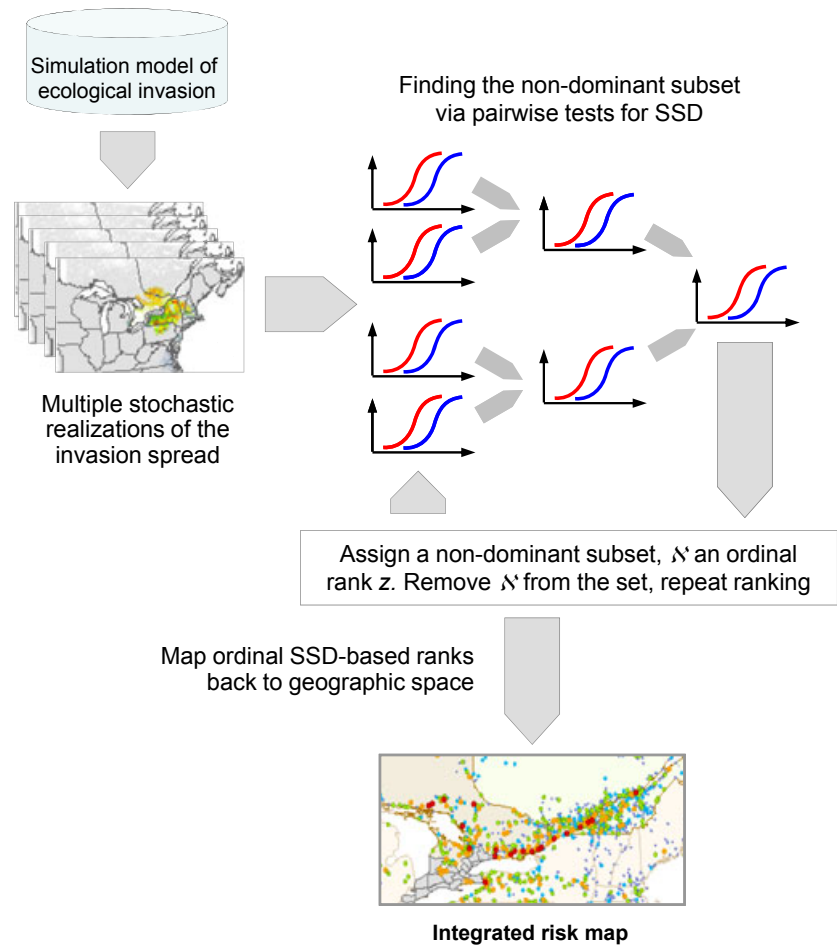 Simulation model of
ecological invasion
Finding the non-dominant subset
via pairwise tests for SSD
Multiple stochastic
realizations of the
invasion spread
Assign a non-dominant subset, ℵ an ordinal
rank z. Remove ℵ from the set, repeat ranking
Map ordinal SSD-based ranks
back to geographic space
Integrated risk map